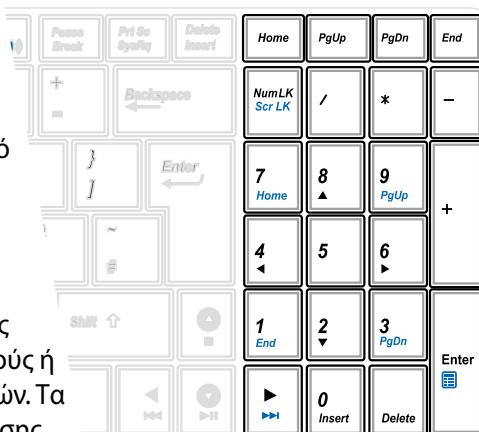 Pause Prt Sc Delete Home PgUp PgDn End
Break SysRq Insert
+ Backspace NumLK / * -
- Scr LK
ό
} Enter 7 8 9 +
] Home PgUp
~ 4 5 6
#
ς Shift 1 2 3 Enter
ούς ή End PgDn
ών. Τα 0
σης Insert Delete